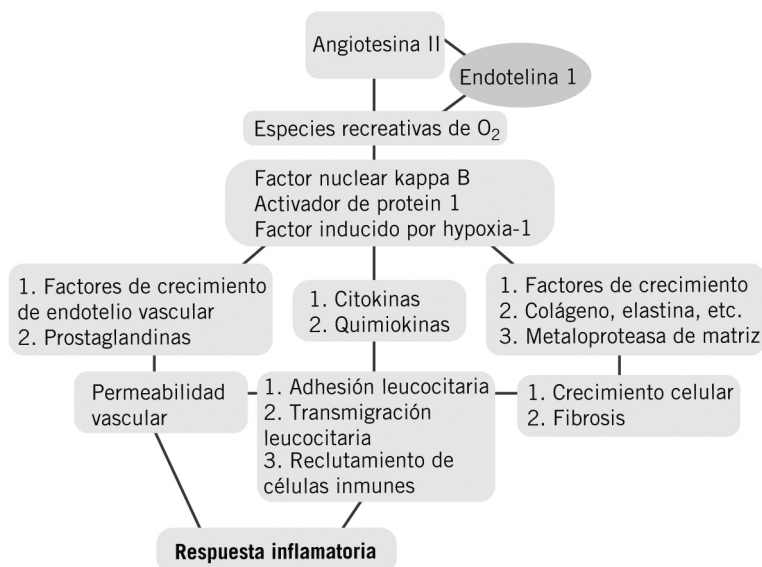 Angiotesina II
Endotelina 1
Especies recreativas de O₂
Factor nuclear kappa B
Activador de protein 1
Factor inducido por hypoxia-1
1. Factores de crecimiento
de endotelio vascular
2. Prostaglandinas
1. Citokinas
2. Quimiokinas
1. Factores de crecimiento
2. Colágeno, elastina, etc.
3. Metaloproteasa de matriz
Permeabilidad
vascular
1. Adhesión leucocitaria
2. Transmigración
leucocitaria
3. Reclutamiento de
células inmunes
1. Crecimiento celular
2. Fibrosis
Respuesta inflamatoria